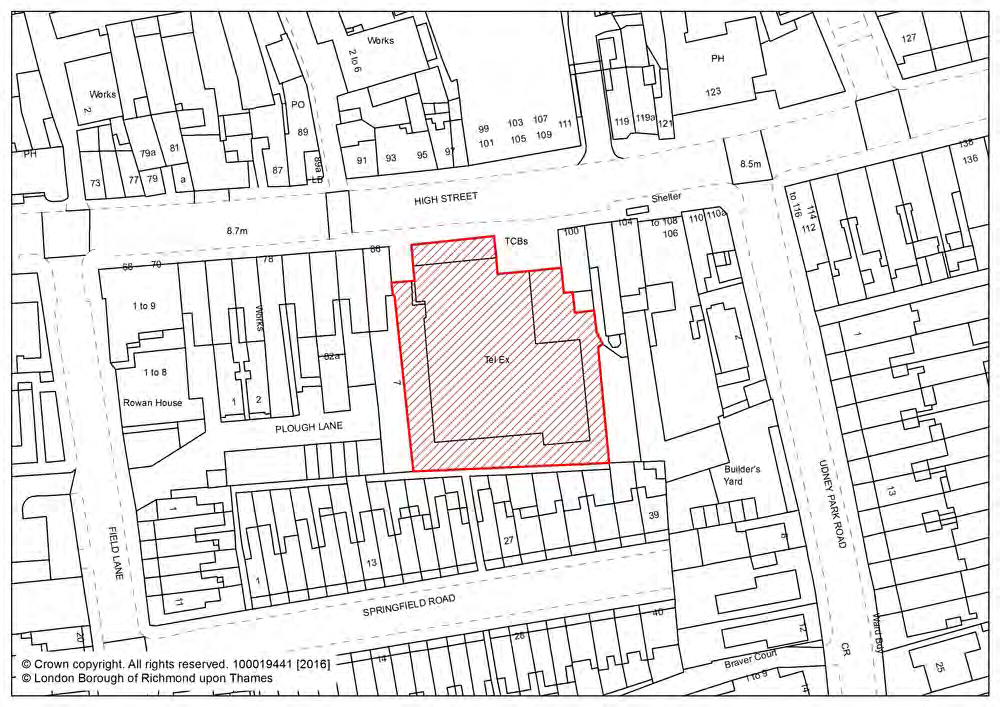 Works
2 to 6
PH
127
Works
2
123
PO
89
119
119a
121
99
103
107
111
101
105
109
PH
79a
81
91
93
95
97
89a
LB
87
73
77
79
a
8.5m
138
136
HIGH STREET
Shelter
8.7m
to 116
114
112
110
110a
104
to 108
106
100
TCBs
86
78
68
70
1 to 9
Works
Tel Ex
82a
2
1
1 to 8
Rowan House
7
1
2
PLOUGH LANE
Builder's
Yard
UDNEY PARK ROAD
13
1
39
27
13
1
11
8
FIELD LANE
SPRINGFIELD ROAD
40
26
14
20
12
CR
Ward Bdy
Braver Court
1 to 9
14
25
© Crown copyright. All rights reserved. 100019441 [2016]
© London Borough of Richmond upon Thames